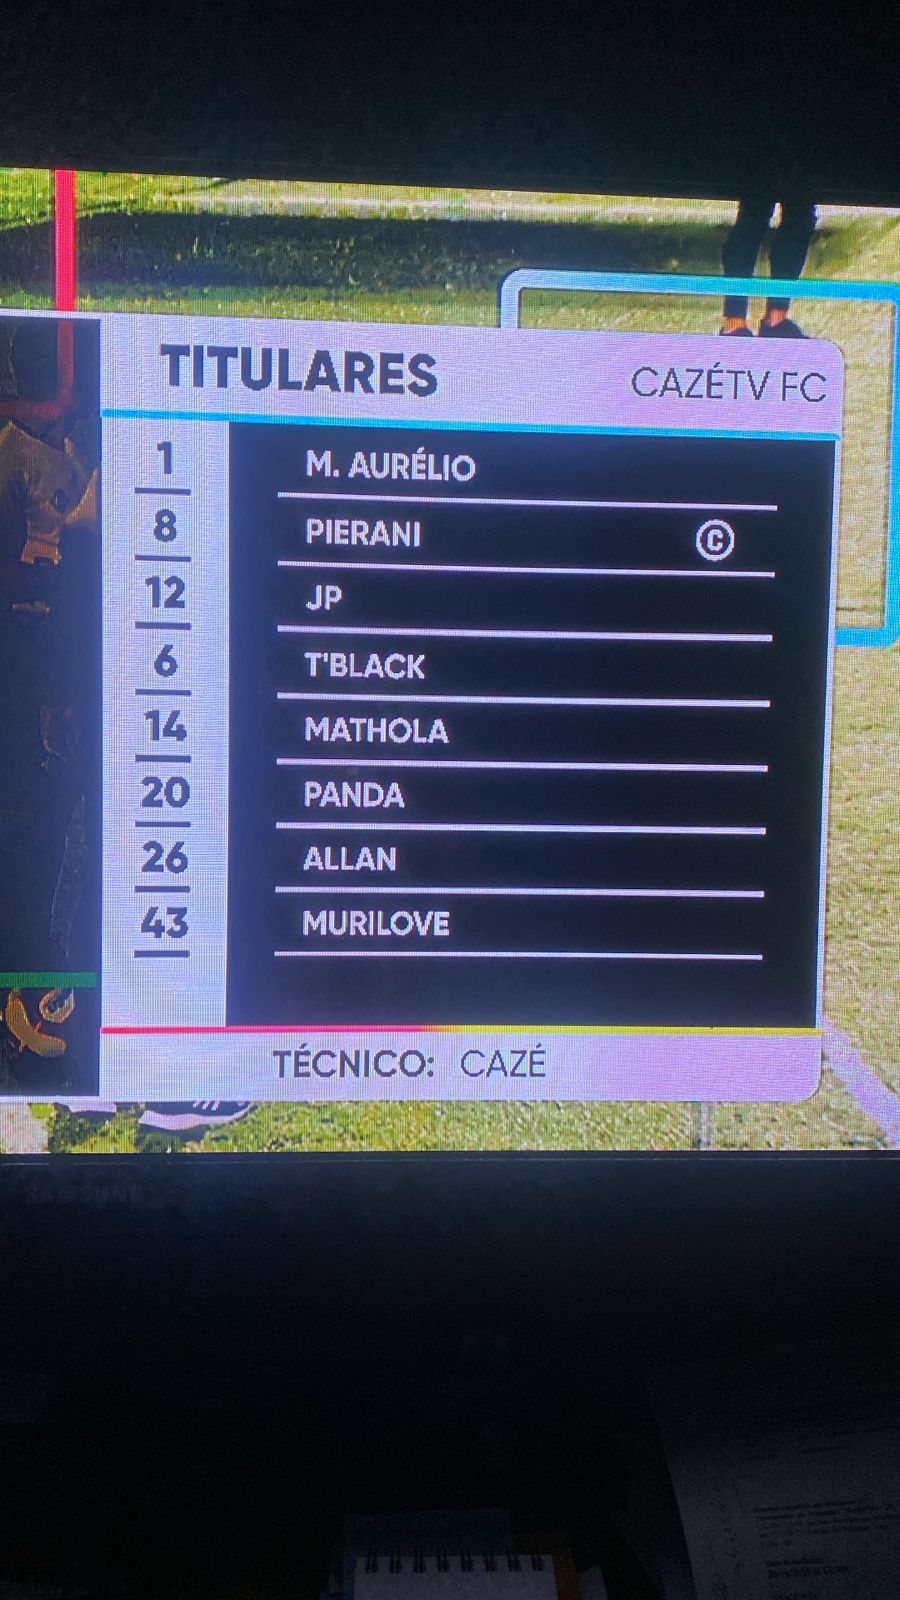 TITULARES
CAZÉTV FC
1 M. AURÉLIO
8 PIERANI C
12 JP
6 T'BLACK
14 MATHOLA
20 PANDA
26 ALLAN
43 MURILOVE
TÉCNICO: CAZÉ
SAMSUNG